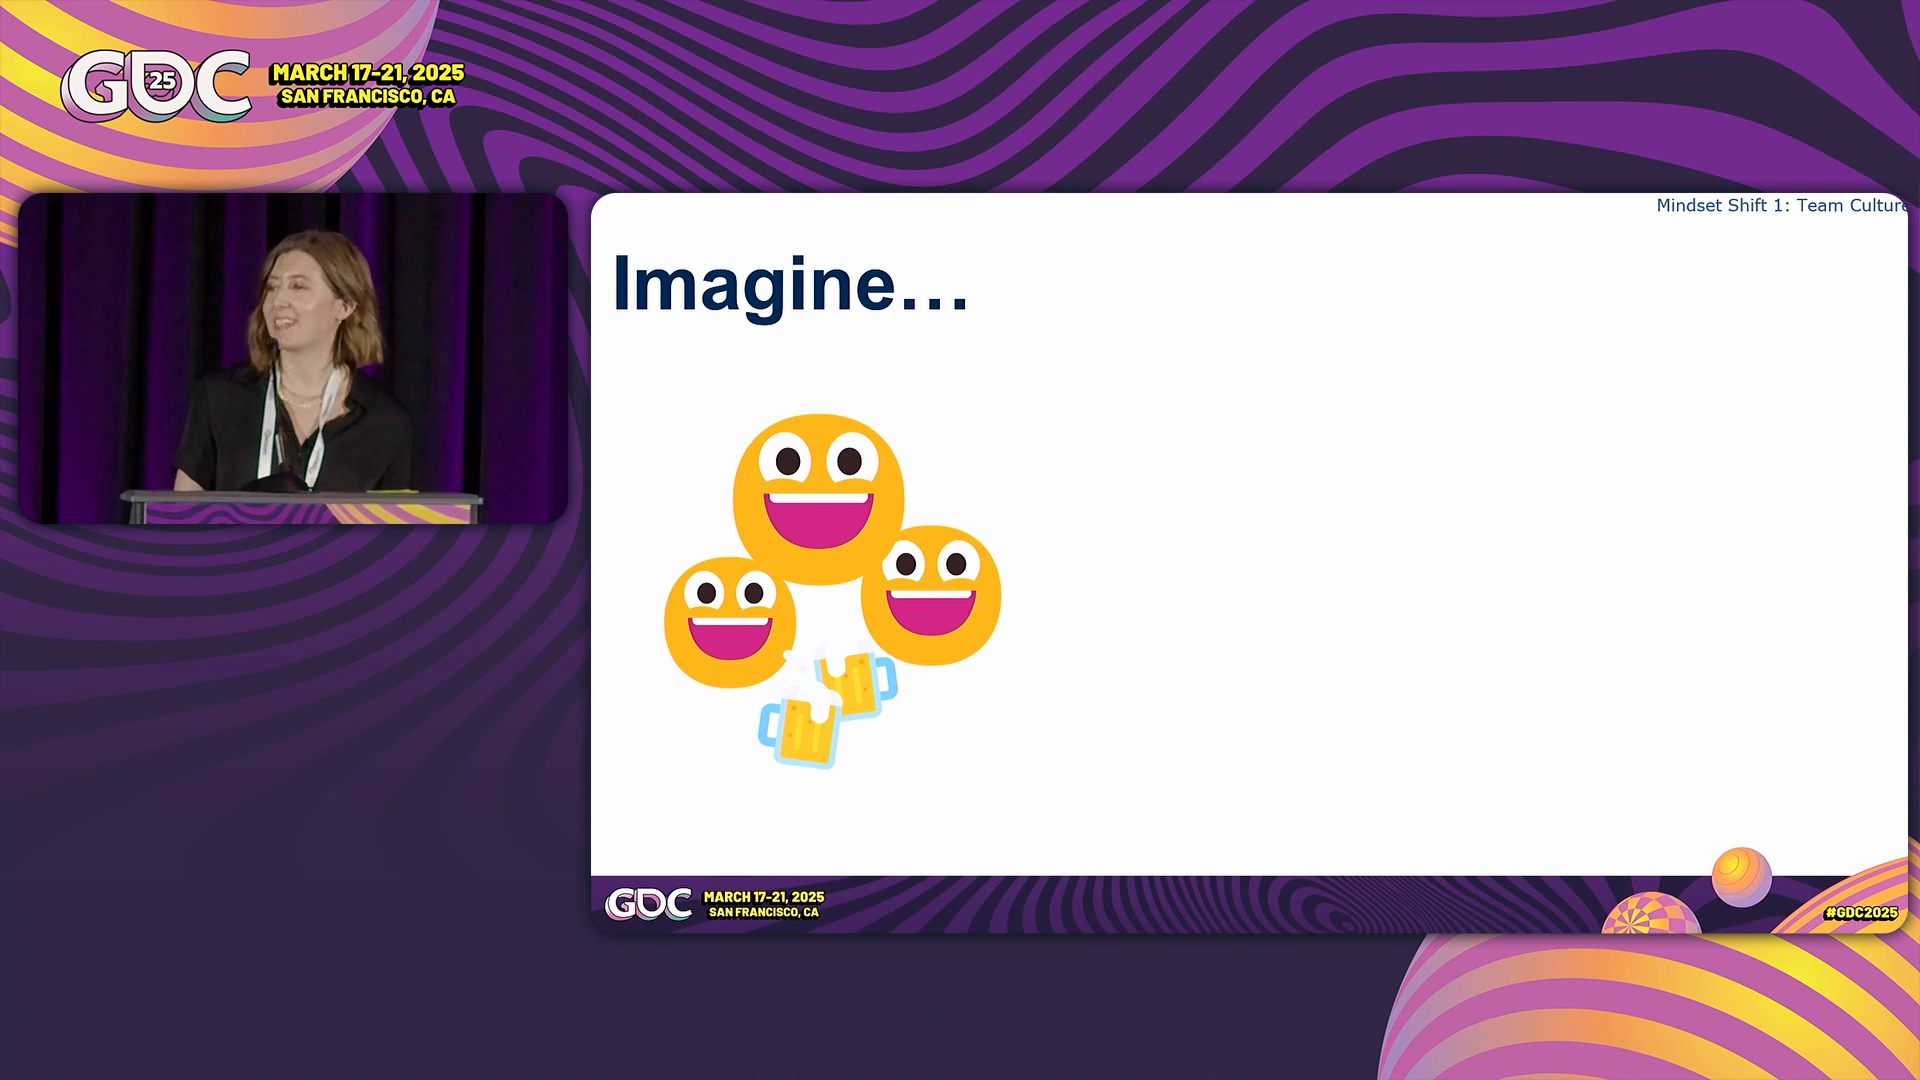 GDC
'25
MARCH 17-21, 2025
SAN FRANCISCO, CA
Mindset Shift 1: Team Culture
Imagine...
GDC
MARCH 17-21, 2025
SAN FRANCISCO, CA
#GDC2025